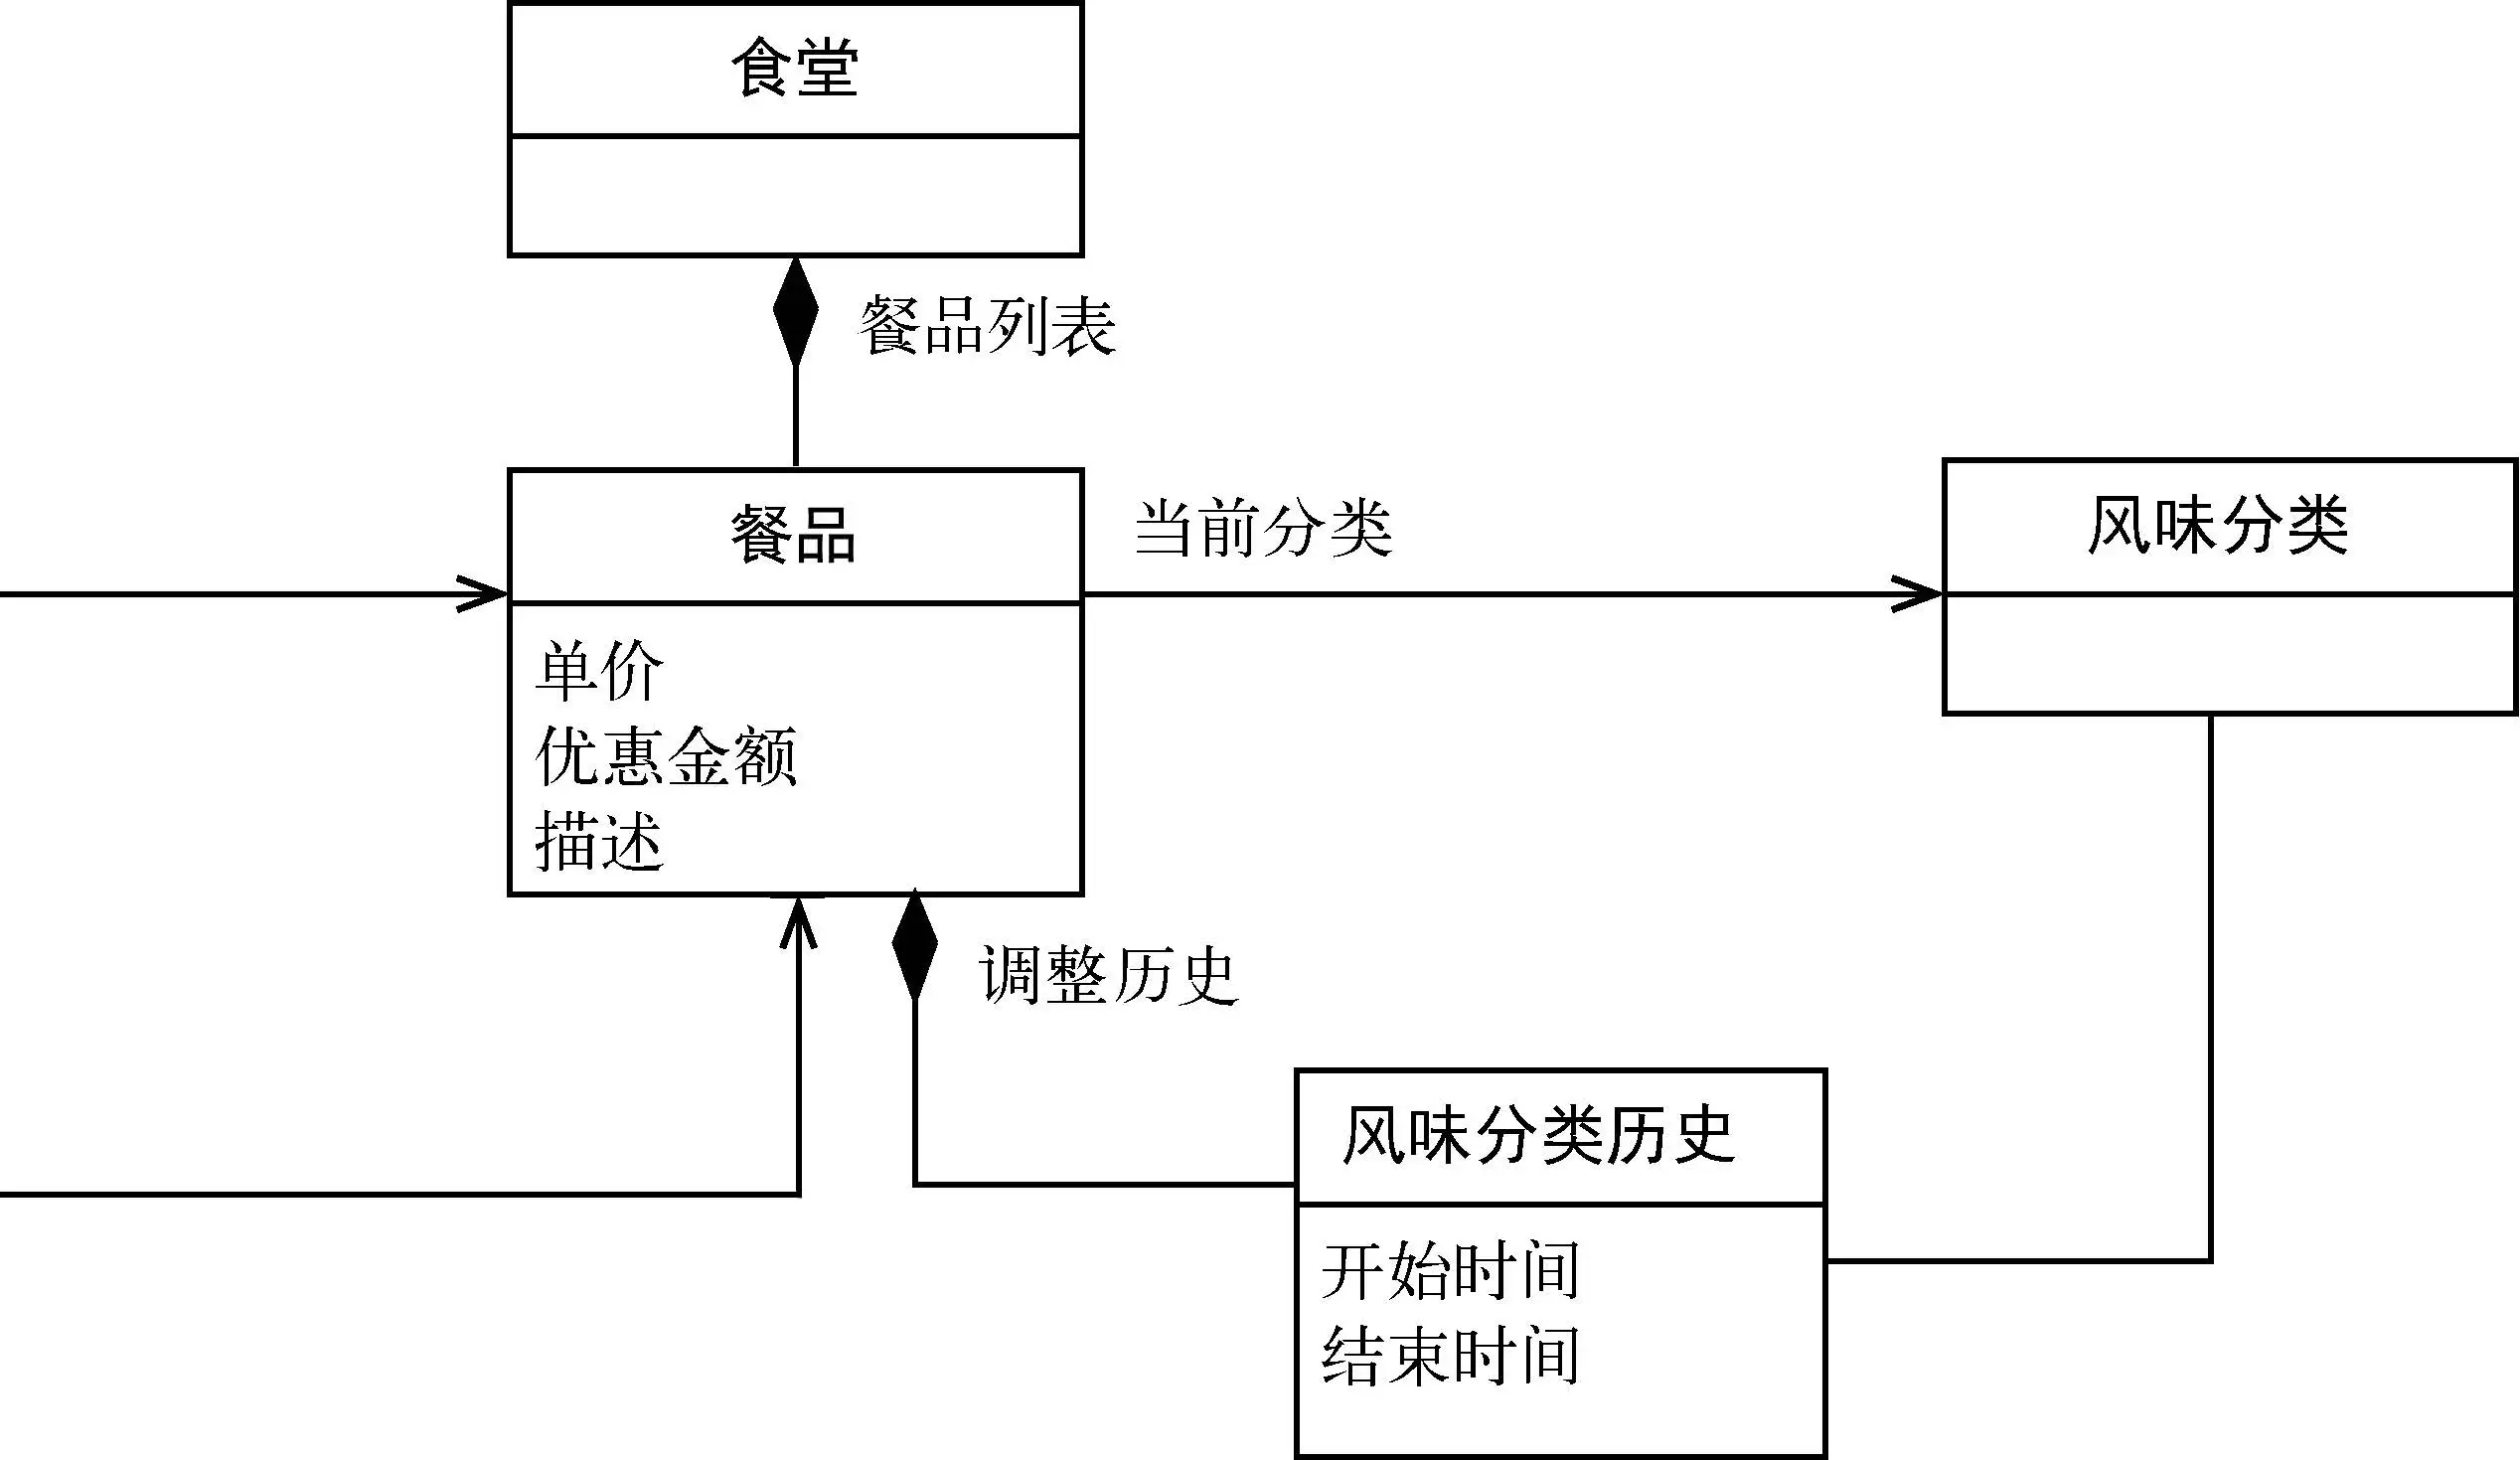 食堂
餐品列表
餐品
当前分类
风味分类
单价
优惠金额
描述
调整历史
风味分类历史
开始时间
结束时间